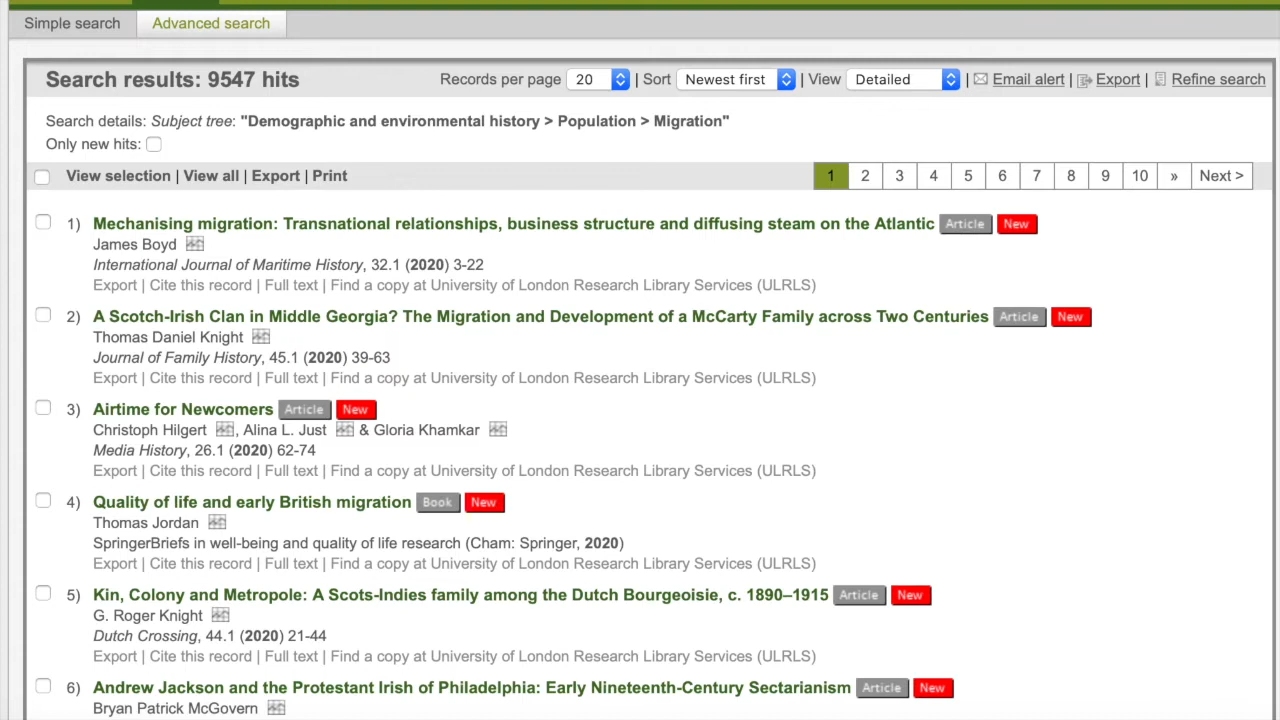 Simple search Advanced search
Search results: 9547 hits Records per page 20 | Sort Newest first | View Detailed | Email alert | Export | Refine search
Search details: Subject tree: "Demographic and environmental history > Population > Migration"
Only new hits:
View selection | View all | Export | Print 1 2 3 4 5 6 7 8 9 10 » Next >
1) Mechanising migration: Transnational relationships, business structure and diffusing steam on the Atlantic Article New
James Boyd
International Journal of Maritime History, 32.1 (2020) 3-22
Export | Cite this record | Full text | Find a copy at University of London Research Library Services (ULRLS)
2) A Scotch-Irish Clan in Middle Georgia? The Migration and Development of a McCarty Family across Two Centuries Article New
Thomas Daniel Knight
Journal of Family History, 45.1 (2020) 39-63
Export | Cite this record | Full text | Find a copy at University of London Research Library Services (ULRLS)
3) Airtime for Newcomers Article New
Christoph Hilgert , Alina L. Just & Gloria Khamkar
Media History, 26.1 (2020) 62-74
Export | Cite this record | Full text | Find a copy at University of London Research Library Services (ULRLS)
4) Quality of life and early British migration Book New
Thomas Jordan
SpringerBriefs in well-being and quality of life research (Cham: Springer, 2020)
Export | Cite this record | Full text | Find a copy at University of London Research Library Services (ULRLS)
5) Kin, Colony and Metropole: A Scots-Indies family among the Dutch Bourgeoisie, c. 1890–1915 Article New
G. Roger Knight
Dutch Crossing, 44.1 (2020) 21-44
Export | Cite this record | Full text | Find a copy at University of London Research Library Services (ULRLS)
6) Andrew Jackson and the Protestant Irish of Philadelphia: Early Nineteenth-Century Sectarianism Article New
Bryan Patrick McGovern